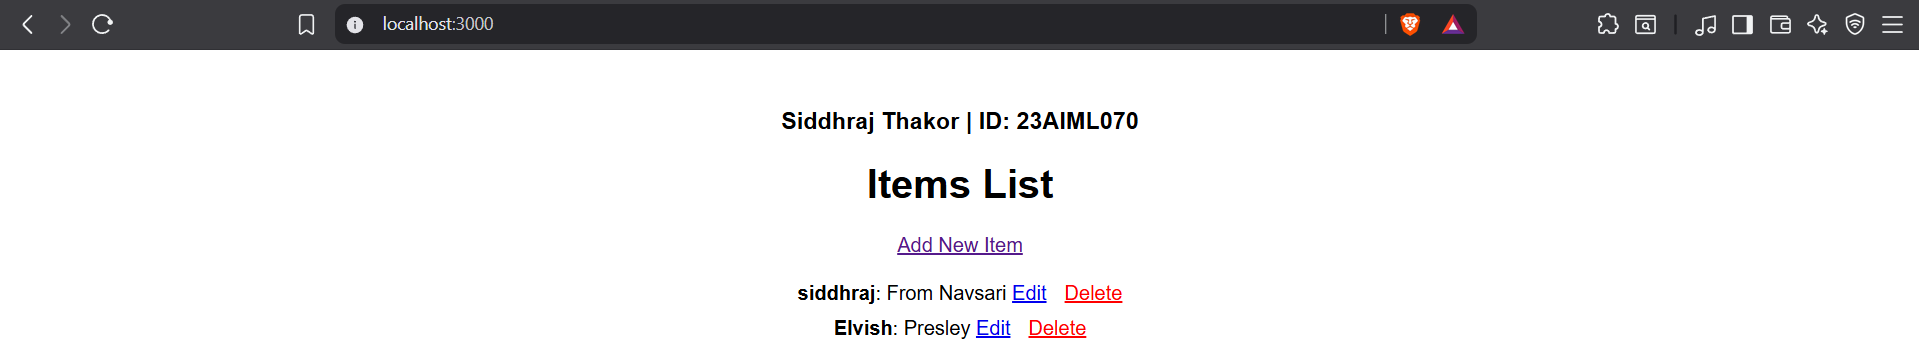 localhost:3000
Siddhraj Thakor | ID: 23AIML070
Items List
Add New Item
siddhraj: From Navsari Edit Delete
Elvish: Presley Edit Delete